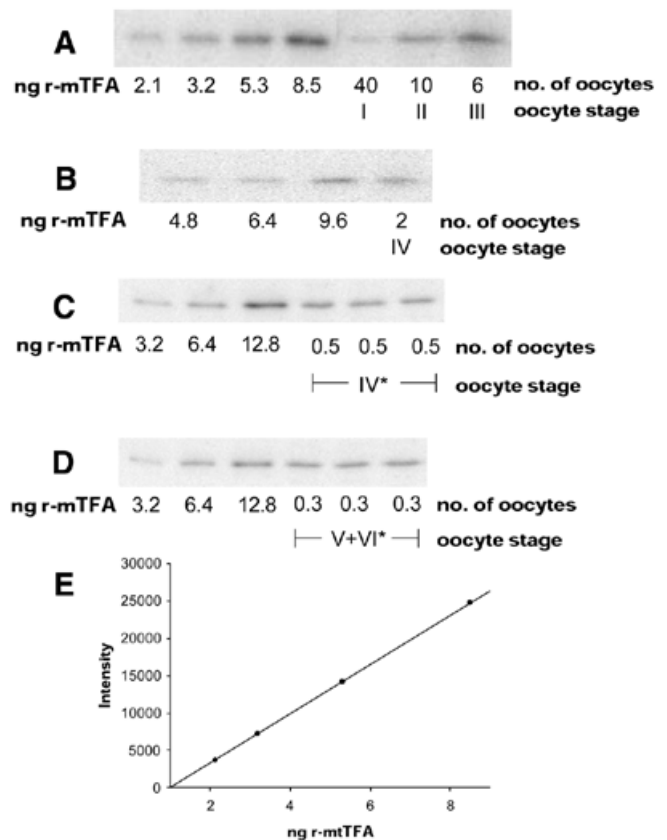 A
ng r-mTFA 2.1 3.2 5.3 8.5 40 10 6 no. of oocytes
I II III oocyte stage
B
ng r-mTFA 4.8 6.4 9.6 2 no. of oocytes
IV oocyte stage
C
ng r-mTFA 3.2 6.4 12.8 0.5 0.5 0.5 no. of oocytes
IV* oocyte stage
D
ng r-mTFA 3.2 6.4 12.8 0.3 0.3 0.3 no. of oocytes
V+VI* oocyte stage
E
30000
25000
20000
15000
10000
5000
0
Intensity
2 4 6 8
ng r-mtTFA